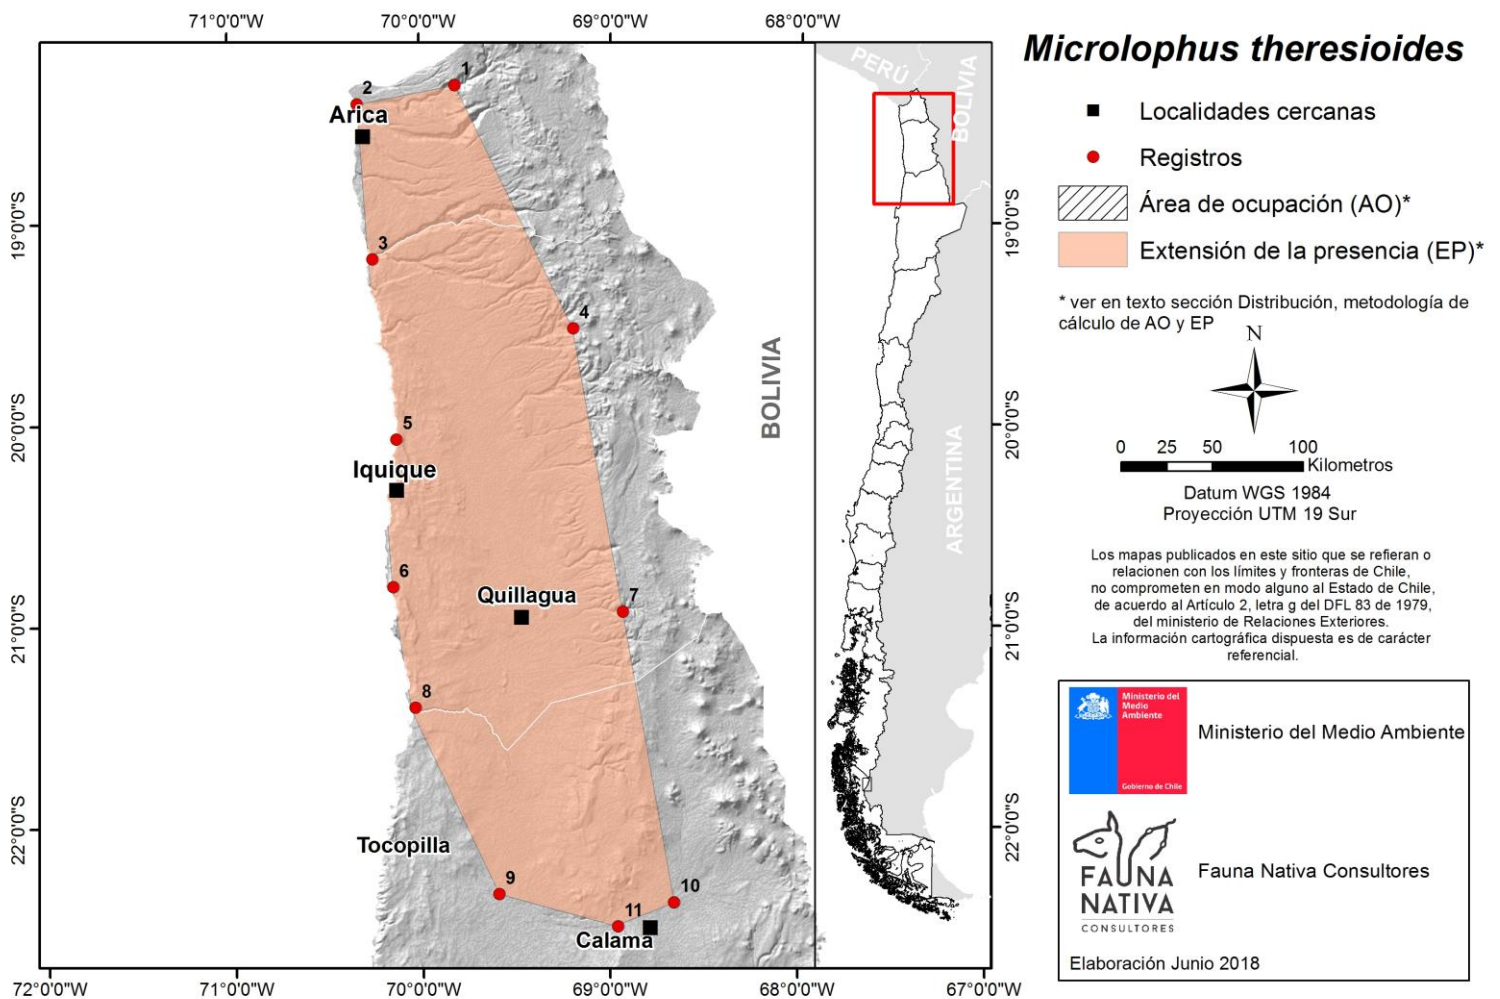 71°0'0"W
70°0'0"W
69°0'0"W
68°0'0"W
Microlophus theresioides
PERÚ
BOLIVIA
1
2
Arica
Localidades cercanas
Registros
Área de ocupación (AO)*
Extensión de la presencia (EP)*
* ver en texto sección Distribución, metodología de
cálculo de AO y EP
19°0'0"S
19°0'0"S
3
4
N
BOLIVIA
20°0'0"S
20°0'0"S
5
Iquique
ARGENTINA
0 25 50 100
Kilometros
Datum WGS 1984
Proyección UTM 19 Sur
6
Quillagua
7
Los mapas publicados en este sitio que se refieran o
relacionen con los límites y fronteras de Chile,
no comprometen en modo alguno al Estado de Chile,
de acuerdo al Artículo 2, letra g del DFL 83 de 1979,
del ministerio de Relaciones Exteriores.
La información cartográfica dispuesta es de carácter
referencial.
21°0'0"S
21°0'0"S
8
Ministerio del
Medio
Ambiente
Gobierno de Chile
Ministerio del Medio Ambiente
22°0'0"S
22°0'0"S
Tocopilla
9
10
11
Calama
FAUNA
NATIVA
CONSULTORES
Fauna Nativa Consultores
Elaboración Junio 2018
72°0'0"W
71°0'0"W
70°0'0"W
69°0'0"W
68°0'0"W
67°0'0"W